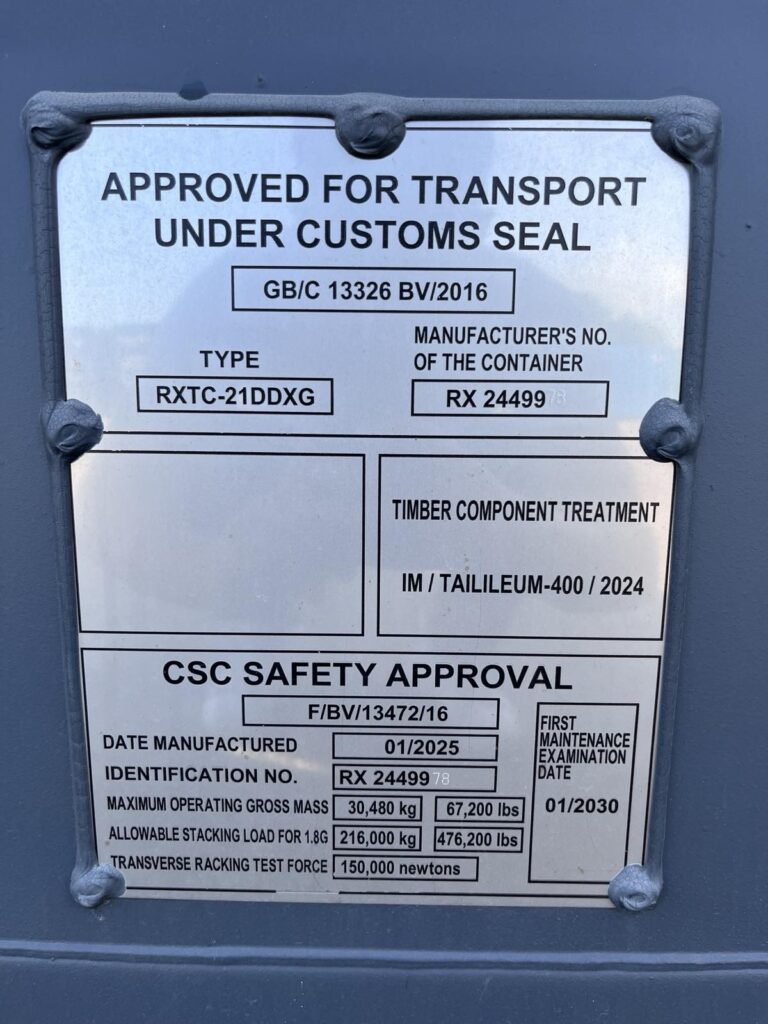 APPROVED FOR TRANSPORT
UNDER CUSTOMS SEAL
GB/C 13326 BV/2016
TYPE
RXTC-21DDXG
MANUFACTURER'S NO.
OF THE CONTAINER
RX 2449978
TIMBER COMPONENT TREATMENT
IM / TAILILEUM-400 / 2024
CSC SAFETY APPROVAL
F/BV/13472/16
DATE MANUFACTURED 01/2025
IDENTIFICATION NO. RX 2449978
MAXIMUM OPERATING GROSS MASS 30,480 kg 67,200 lbs
ALLOWABLE STACKING LOAD FOR 1.8G 216,000 kg 476,200 lbs
TRANSVERSE RACKING TEST FORCE 150,000 newtons
FIRST
MAINTENANCE
EXAMINATION
DATE
01/2030